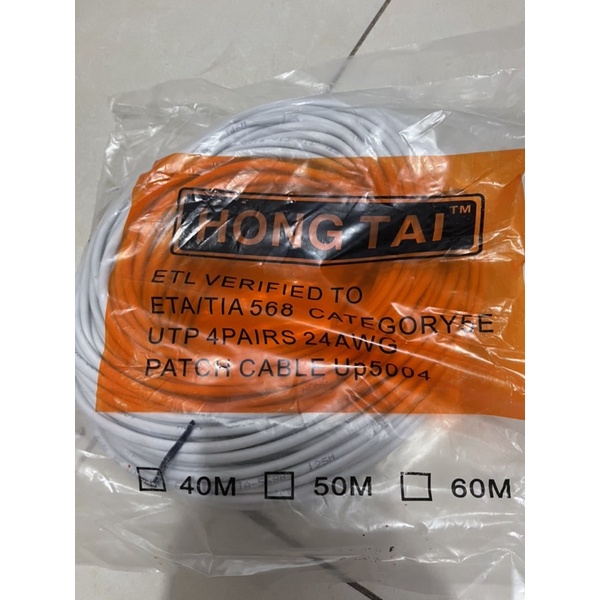 HONG TAI™
ETL VERIFIED TO
ETA/TIA 568 CATEGORY5E
UTP 4PAIRS 24AWG
PATCH CABLE Up5004
40M 50M 60M